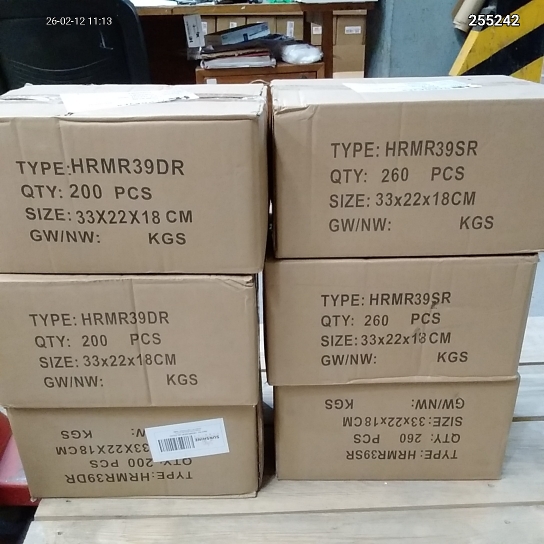 26-02-12 11:13
255242
TYPE:HRMR39DR
QTY: 200 PCS
SIZE: 33X22X18 CM
GW/NW: KGS
TYPE: HRMR39SR
QTY: 260 PCS
SIZE: 33x22x18CM
GW/NW: KGS
TYPE: HRMR39DR
QTY: 200 PCS
SIZE: 33x22x18CM
GW/NW: KGS
TYPE: HRMR39SR
QTY: 260 PCS
SIZE: 33x22x18CM
GW/NW: KGS
TYPE: HRMR39DR
QTY: 200 PCS
33X22X18CM
KGS
SUNSHINE
TYPE: HRMR39SR
QTY: 260 PCS
SIZE: 33x22x18CM
GW/NW: KGS